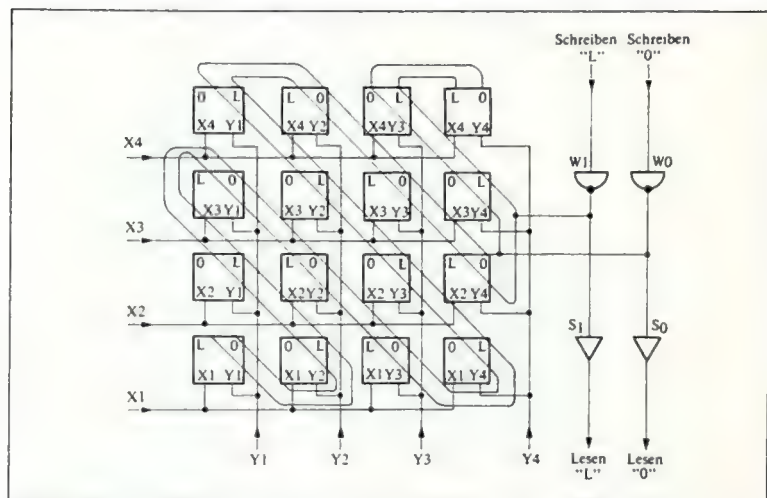 Schreiben Schreiben
"L" "0"
0 L L 0 0 L L 0
X4 Y1 X4 Y2 X4 Y3 X4 Y4
X4
W1 W0
L 0 0 L L 0 0 L
X3 Y1 X3 Y2 X3 Y3 X3 Y4
X3
0 L L 0 0 L L 0
X2 Y1 X2 Y2 X2 Y3 X2 Y4
X2
S1 S0
L 0 0 L L 0 0 L
X1 Y1 X1 Y2 X1 Y3 X1 Y4
X1
Y1 Y2 Y3 Y4
Lesen Lesen
"L" "0"